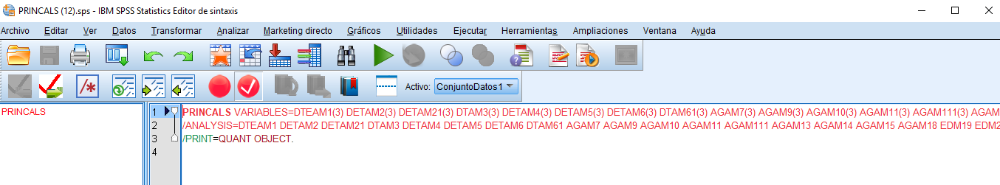 PRINCALS (12).sps - IBM SPSS Statistics Editor de sintaxis
Archivo Editar Ver Datos Transformar Analizar Marketing directo Gráficos Utilidades Ejecutar Herramientas Ampliaciones Ventana Ayuda
/* Activo: ConjuntoDatos1
PRINCALS
1 PRINCALS VARIABLES=DTEAM1(3) DETAM2(3) DETAM21(3) DTAM3(3) DETAM4(3) DETAM5(3) DETAM6(3) DTAM61(3) AGAM7(3) AGAM9(3) AGAM10(3) AGAM11(3) AGAM111(3) AGAM
2 /ANALYSIS=DTEAM1 DETAM2 DETAM21 DTAM3 DETAM4 DETAM5 DETAM6 DTAM61 AGAM7 AGAM9 AGAM10 AGAM11 AGAM111 AGAM13 AGAM14 AGAM15 AGAM18 EDM19 EDM2
3 /PRINT=QUANT OBJECT.
4